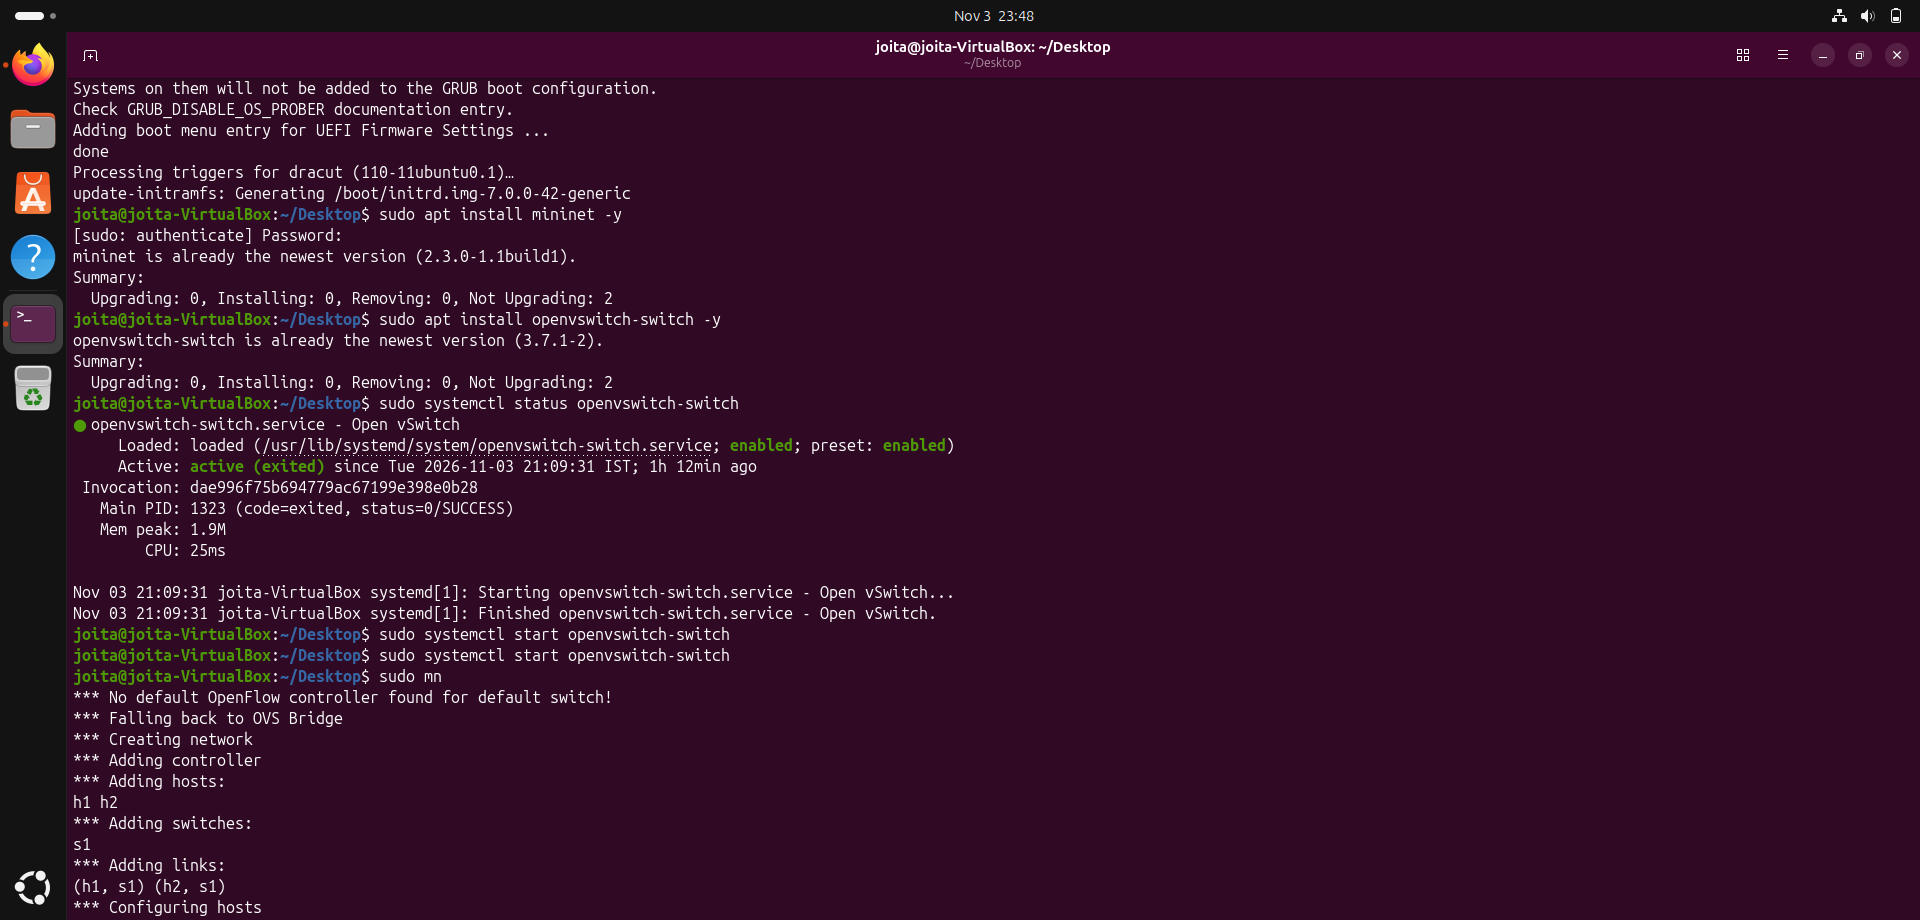 Nov 3 23:48
joita@joita-VirtualBox: ~/Desktop
~/Desktop
Systems on them will not be added to the GRUB boot configuration.
Check GRUB_DISABLE_OS_PROBER documentation entry.
Adding boot menu entry for UEFI Firmware Settings ...
done
Processing triggers for dracut (110-11ubuntu0.1)…
update-initramfs: Generating /boot/initrd.img-7.0.0-42-generic
joita@joita-VirtualBox:~/Desktop$ sudo apt install mininet -y
[sudo: authenticate] Password:
mininet is already the newest version (2.3.0-1.1build1).
Summary:
  Upgrading: 0, Installing: 0, Removing: 0, Not Upgrading: 2
joita@joita-VirtualBox:~/Desktop$ sudo apt install openvswitch-switch -y
openvswitch-switch is already the newest version (3.7.1-2).
Summary:
  Upgrading: 0, Installing: 0, Removing: 0, Not Upgrading: 2
joita@joita-VirtualBox:~/Desktop$ sudo systemctl status openvswitch-switch
● openvswitch-switch.service - Open vSwitch
     Loaded: loaded (/usr/lib/systemd/system/openvswitch-switch.service; enabled; preset: enabled)
     Active: active (exited) since Tue 2026-11-03 21:09:31 IST; 1h 12min ago
 Invocation: dae996f75b694779ac67199e398e0b28
   Main PID: 1323 (code=exited, status=0/SUCCESS)
   Mem peak: 1.9M
        CPU: 25ms
Nov 03 21:09:31 joita-VirtualBox systemd[1]: Starting openvswitch-switch.service - Open vSwitch...
Nov 03 21:09:31 joita-VirtualBox systemd[1]: Finished openvswitch-switch.service - Open vSwitch.
joita@joita-VirtualBox:~/Desktop$ sudo systemctl start openvswitch-switch
joita@joita-VirtualBox:~/Desktop$ sudo systemctl start openvswitch-switch
joita@joita-VirtualBox:~/Desktop$ sudo mn
*** No default OpenFlow controller found for default switch!
*** Falling back to OVS Bridge
*** Creating network
*** Adding controller
*** Adding hosts:
h1 h2
*** Adding switches:
s1
*** Adding links:
(h1, s1) (h2, s1)
*** Configuring hosts